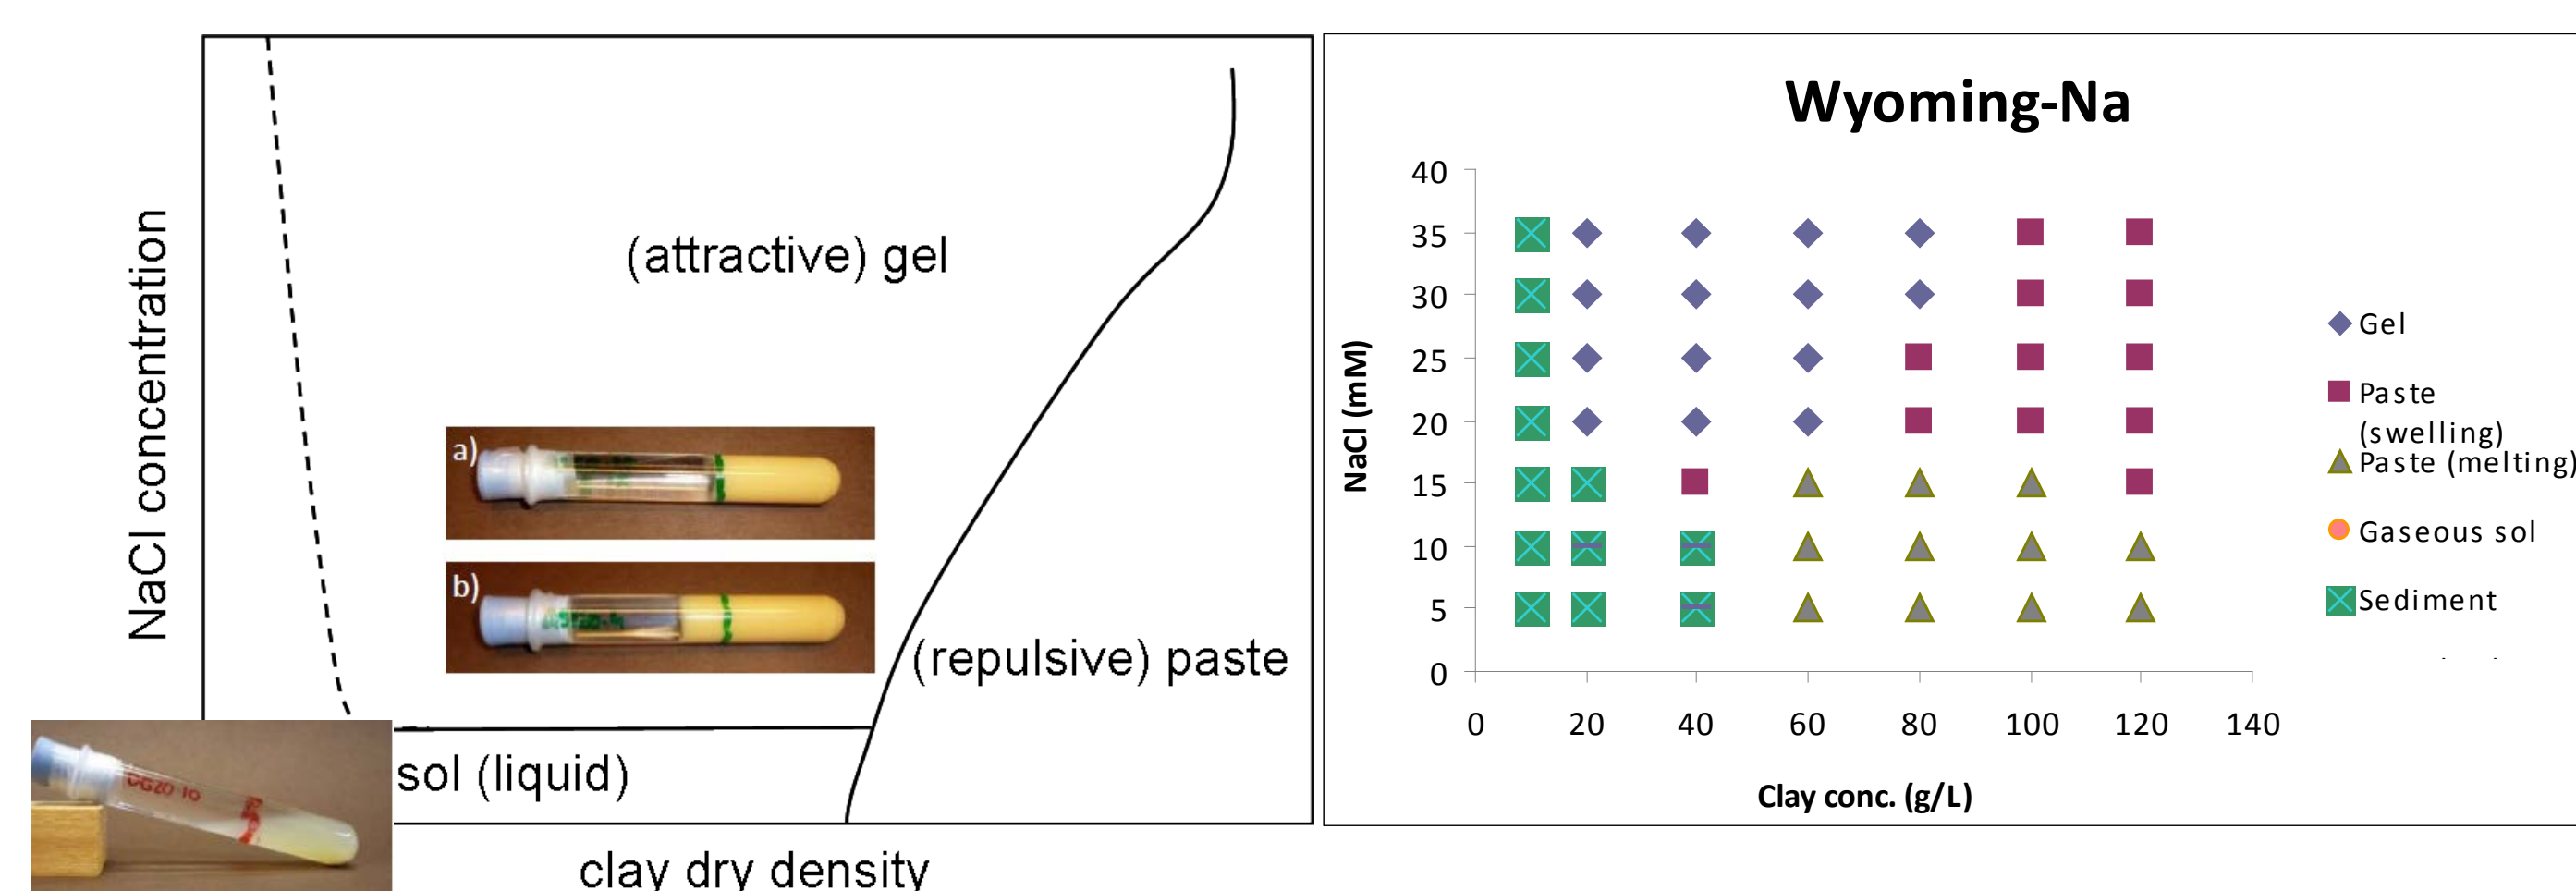 NaCl concentration
(attractive) gel
a)
b)
(repulsive) paste
sol (liquid)
clay dry density
Wyoming-Na
NaCl (mM)
40
35
30
25
20
15
10
5
0
0 20 40 60 80 100 120 140
Clay conc. (g/L)
Gel
Paste
(swelling)
Paste (melting)
Gaseous sol
Sediment